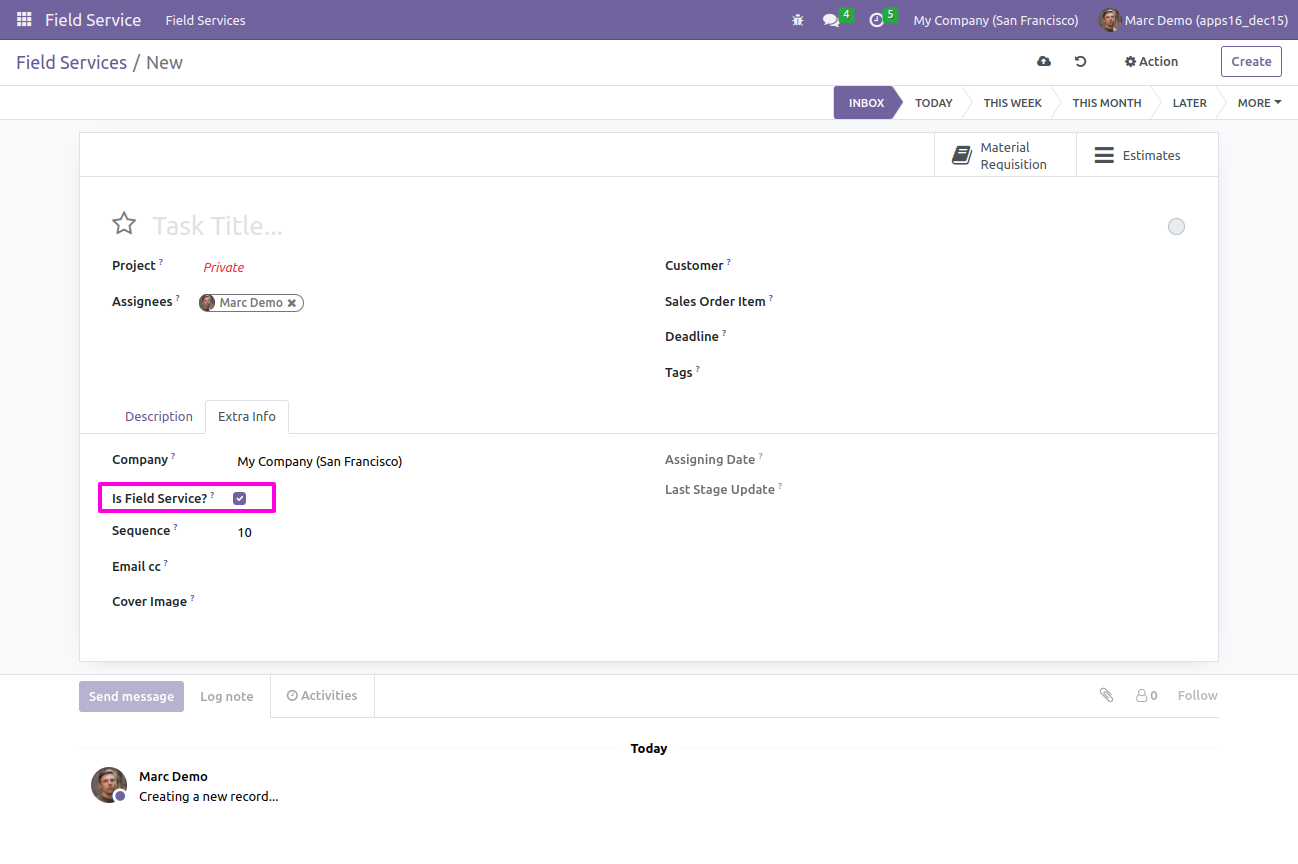 Field Service Field Services 4 5 My Company (San Francisco) Marc Demo (apps16_dec15)
Field Services / New Action Create
INBOX TODAY THIS WEEK THIS MONTH LATER MORE
Material
Requisition
Estimates
Task Title...
Project ? Private Customer ?
Assignees ? Marc Demo Sales Order Item ?
Deadline ?
Tags ?
Description Extra Info
Company ? My Company (San Francisco) Assigning Date ?
Is Field Service? ? Last Stage Update ?
Sequence ? 10
Email cc ?
Cover Image ?
Send message Log note Activities 0 Follow
Today
Marc Demo
Creating a new record...